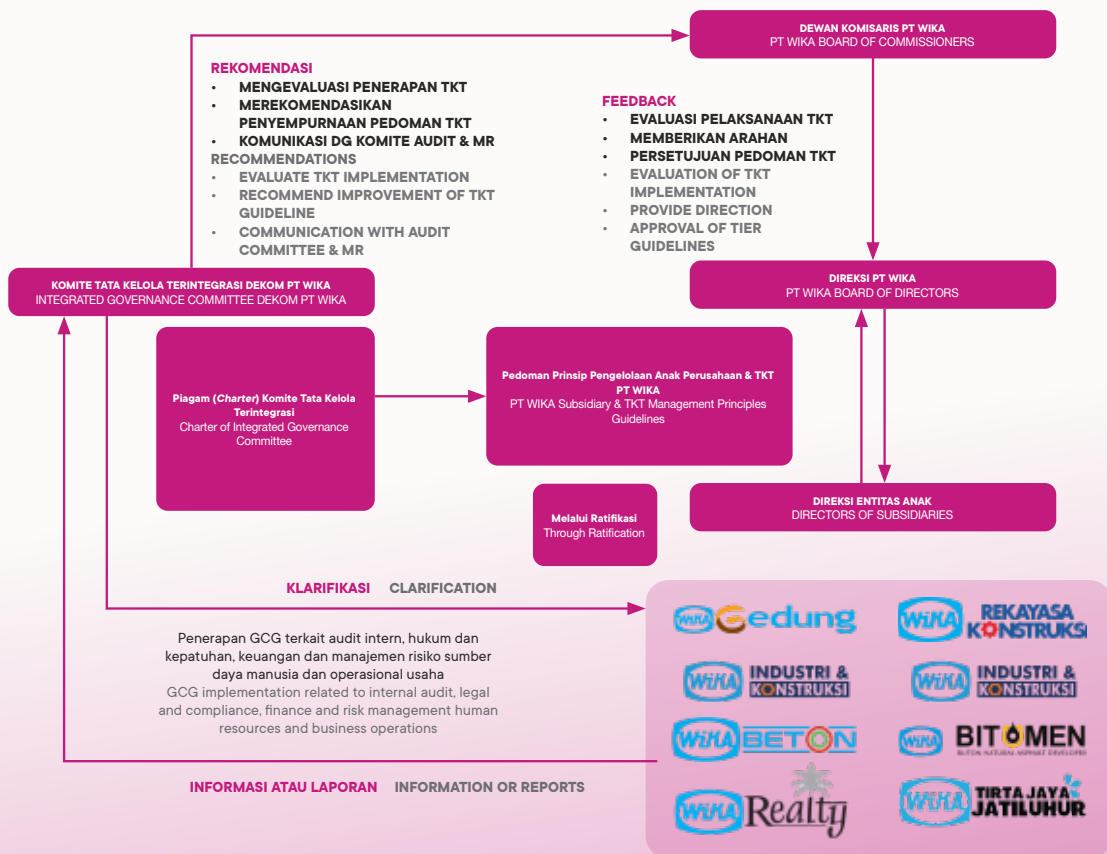 DEWAN KOMISARIS PT WIKA
PT WIKA BOARD OF COMMISSIONERS
REKOMENDASI
• MENGEVALUASI PENERAPAN TKT
• MEREKOMENDASIKAN
PENYEMPURNAAN PEDOMAN TKT
• KOMUNIKASI DG KOMITE AUDIT & MR
RECOMMENDATIONS
• EVALUATE TKT IMPLEMENTATION
• RECOMMEND IMPROVEMENT OF TKT
GUIDELINE
• COMMUNICATION WITH AUDIT
COMMITTEE & MR
FEEDBACK
• EVALUASI PELAKSANAAN TKT
• MEMBERIKAN ARAHAN
• PERSETUJUAN PEDOMAN TKT
• EVALUATION OF TKT
IMPLEMENTATION
• PROVIDE DIRECTION
• APPROVAL OF TIER
GUIDELINES
KOMITE TATA KELOLA TERINTEGRASI DEKOM PT WIKA
INTEGRATED GOVERNANCE COMMITTEE DEKOM PT WIKA
DIREKSI PT WIKA
PT WIKA BOARD OF DIRECTORS
Piagam (Charter) Komite Tata Kelola
Terintegrasi
Charter of Integrated Governance
Committee
Pedoman Prinsip Pengelolaan Anak Perusahaan & TKT
PT WIKA
PT WIKA Subsidiary & TKT Management Principles
Guidelines
Melalui Ratifikasi
Through Ratification
DIREKSI ENTITAS ANAK
DIRECTORS OF SUBSIDIARIES
KLARIFIKASI CLARIFICATION
Penerapan GCG terkait audit intern, hukum dan
kepatuhan, keuangan dan manajemen risiko sumber
daya manusia dan operasional usaha
GCG implementation related to internal audit, legal
and compliance, finance and risk management human
resources and business operations
INFORMASI ATAU LAPORAN INFORMATION OR REPORTS
WIKA Gedung
WIKA REKAYASA
KONSTRUKSI
WIKA INDUSTRI &
KONSTRUKSI
WIKA INDUSTRI &
KONSTRUKSI
WIKA BETON
WIKA BITUMEN
BUTON NATURAL ASPHALT DEVELOPER
WIKA Realty
WIKA TIRTA JAYA
JATILUHUR